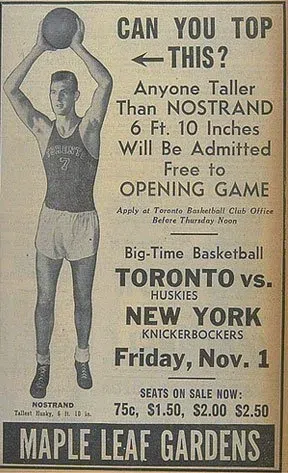 CAN YOU TOP
←THIS?
Anyone Taller
Than NOSTRAND
6 Ft. 10 Inches
Will Be Admitted
Free to
OPENING GAME
Apply at Toronto Basketball Club Office
Before Thursday Noon
TORONTO
7
Big-Time Basketball
TORONTO vs.
HUSKIES
NEW YORK
KNICKERBOCKERS
Friday, Nov. 1
NOSTRAND
Tallest Husky, 6 ft. 10 in.
SEATS ON SALE NOW:
75c, $1.50, $2.00 $2.50
MAPLE LEAF GARDENS